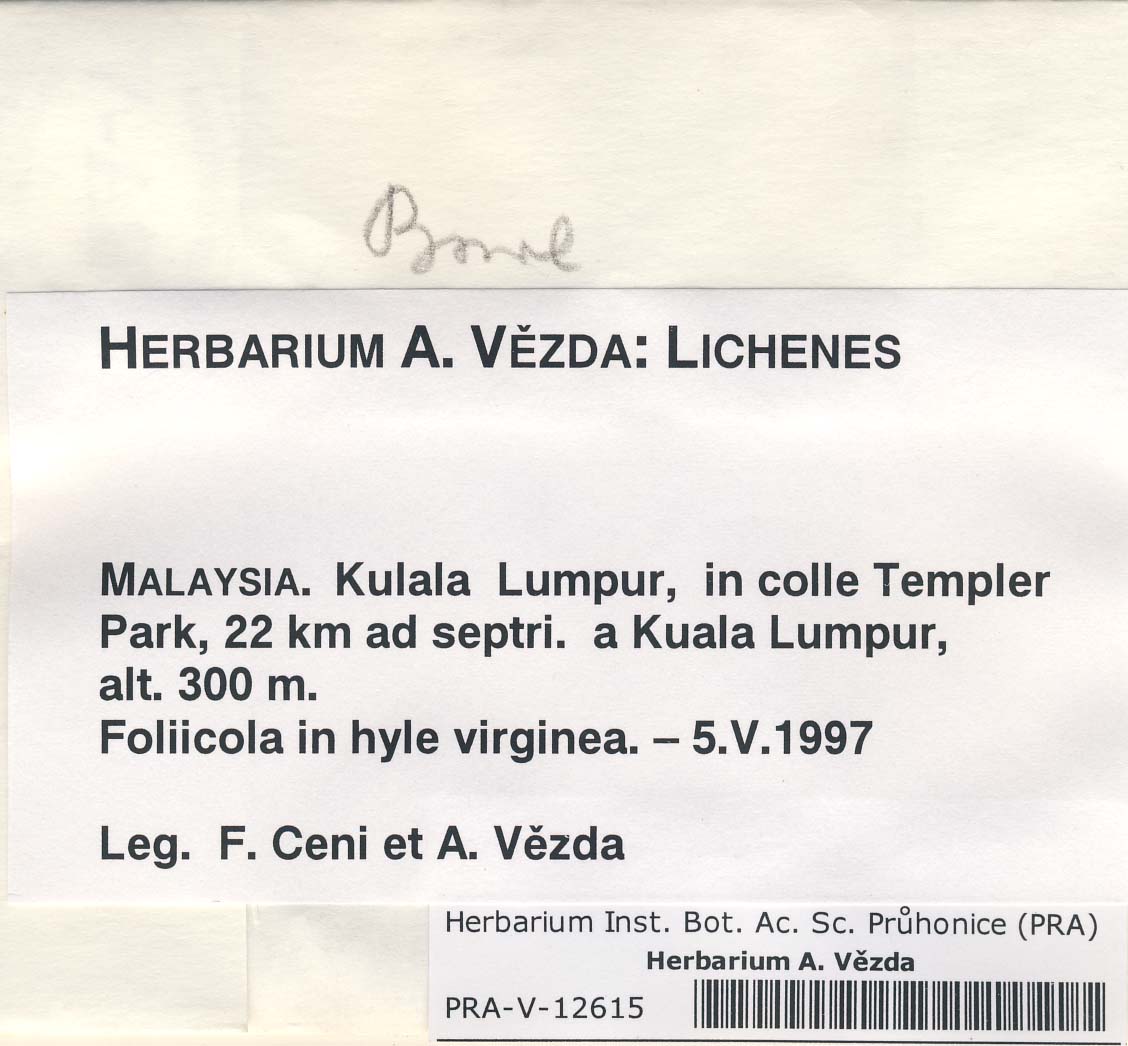 HERBARIUM A. VĚZDA: LICHENES
MALAYSIA. Kulala Lumpur, in colle Templer
Park, 22 km ad septri. a Kuala Lumpur,
alt. 300 m.
Foliicola in hyle virginea. – 5.V.1997
Leg. F. Ceni et A. Vězda
Herbarium Inst. Bot. Ac. Sc. Průhonice (PRA)
Herbarium A. Vězda
PRA-V-12615